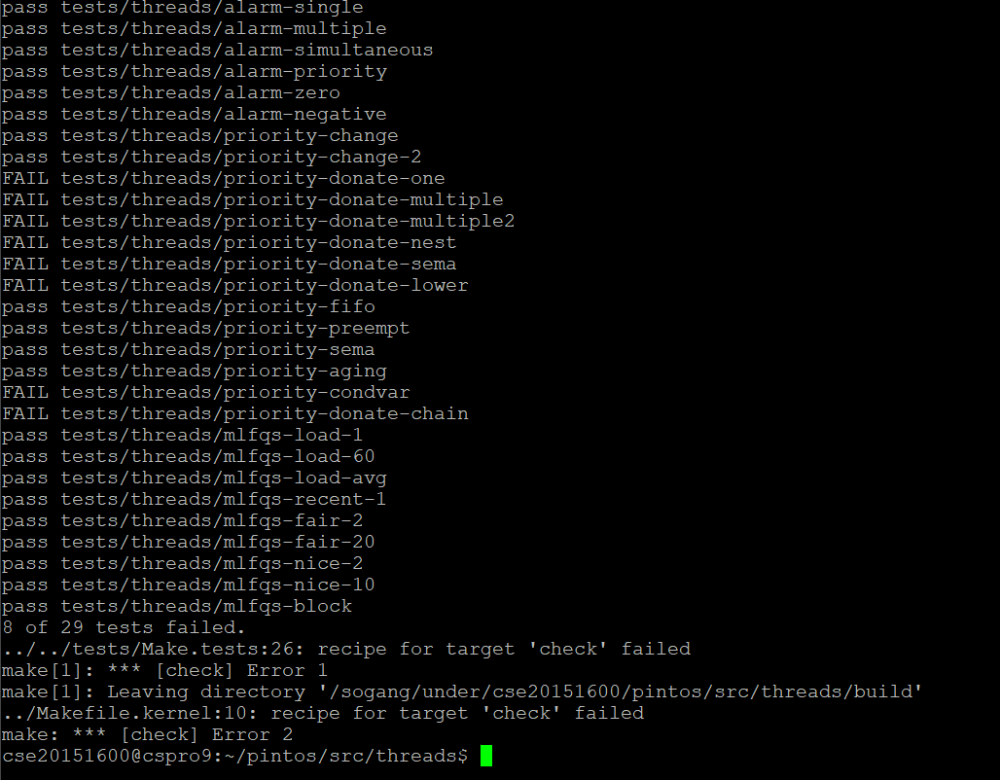 pass tests/threads/alarm-single
pass tests/threads/alarm-multiple
pass tests/threads/alarm-simultaneous
pass tests/threads/alarm-priority
pass tests/threads/alarm-zero
pass tests/threads/alarm-negative
pass tests/threads/priority-change
pass tests/threads/priority-change-2
FAIL tests/threads/priority-donate-one
FAIL tests/threads/priority-donate-multiple
FAIL tests/threads/priority-donate-multiple2
FAIL tests/threads/priority-donate-nest
FAIL tests/threads/priority-donate-sema
FAIL tests/threads/priority-donate-lower
pass tests/threads/priority-fifo
pass tests/threads/priority-preempt
pass tests/threads/priority-sema
pass tests/threads/priority-aging
FAIL tests/threads/priority-condvar
FAIL tests/threads/priority-donate-chain
pass tests/threads/mlfqs-load-1
pass tests/threads/mlfqs-load-60
pass tests/threads/mlfqs-load-avg
pass tests/threads/mlfqs-recent-1
pass tests/threads/mlfqs-fair-2
pass tests/threads/mlfqs-fair-20
pass tests/threads/mlfqs-nice-2
pass tests/threads/mlfqs-nice-10
pass tests/threads/mlfqs-block
8 of 29 tests failed.
../../tests/Make.tests:26: recipe for target 'check' failed
make[1]: *** [check] Error 1
make[1]: Leaving directory '/sogang/under/cse20151600/pintos/src/threads/build'
../Makefile.kernel:10: recipe for target 'check' failed
make: *** [check] Error 2
cse20151600@cspro9:~/pintos/src/threads$